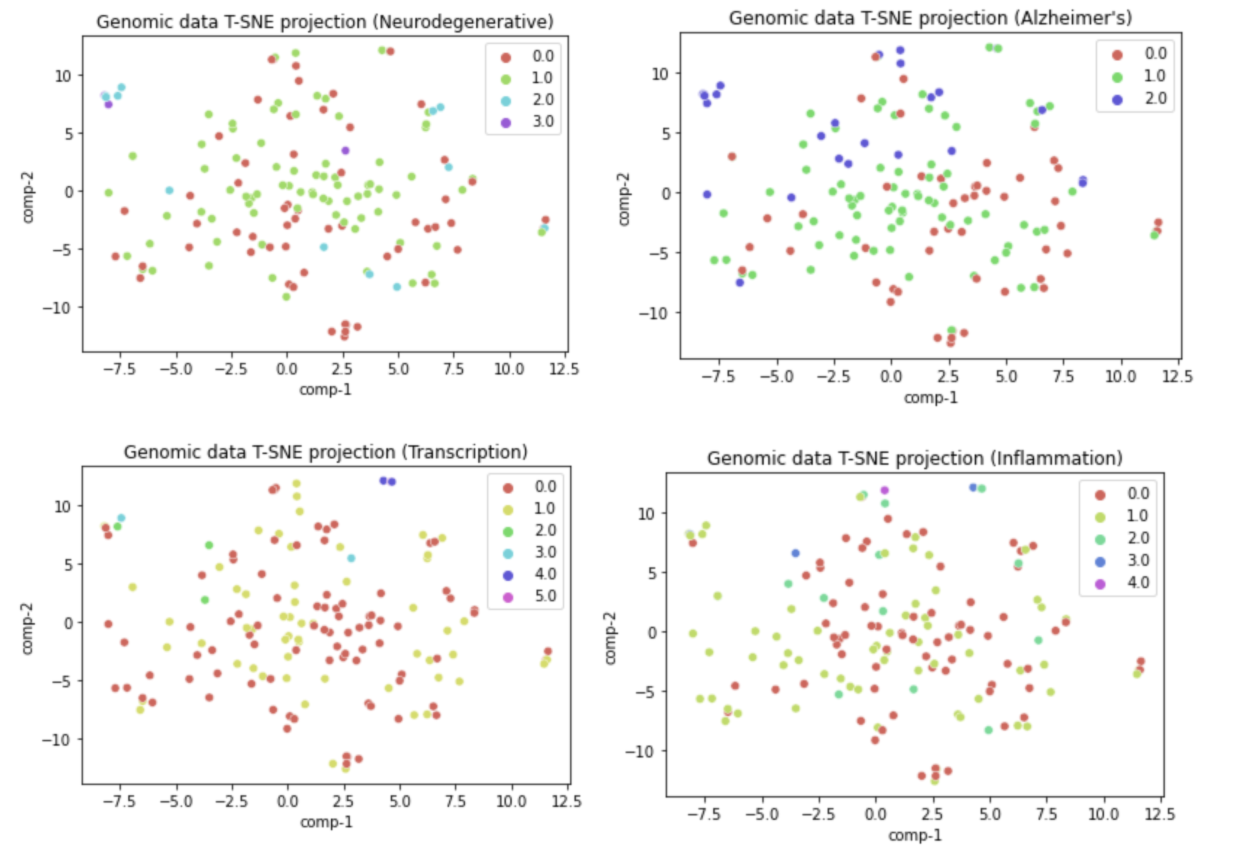 Genomic data T-SNE projection (Neurodegenerative)
0.0
1.0
2.0
3.0
10
5
0
−5
−10
comp-2
−7.5 −5.0 −2.5 0.0 2.5 5.0 7.5 10.0 12.5
comp-1
Genomic data T-SNE projection (Alzheimer's)
0.0
1.0
2.0
10
5
0
−5
−10
comp-2
−7.5 −5.0 −2.5 0.0 2.5 5.0 7.5 10.0 12.5
comp-1
Genomic data T-SNE projection (Transcription)
0.0
1.0
2.0
3.0
4.0
5.0
10
5
0
−5
−10
comp-2
−7.5 −5.0 −2.5 0.0 2.5 5.0 7.5 10.0 12.5
comp-1
Genomic data T-SNE projection (Inflammation)
0.0
1.0
2.0
3.0
4.0
10
5
0
−5
−10
comp-2
−7.5 −5.0 −2.5 0.0 2.5 5.0 7.5 10.0 12.5
comp-1